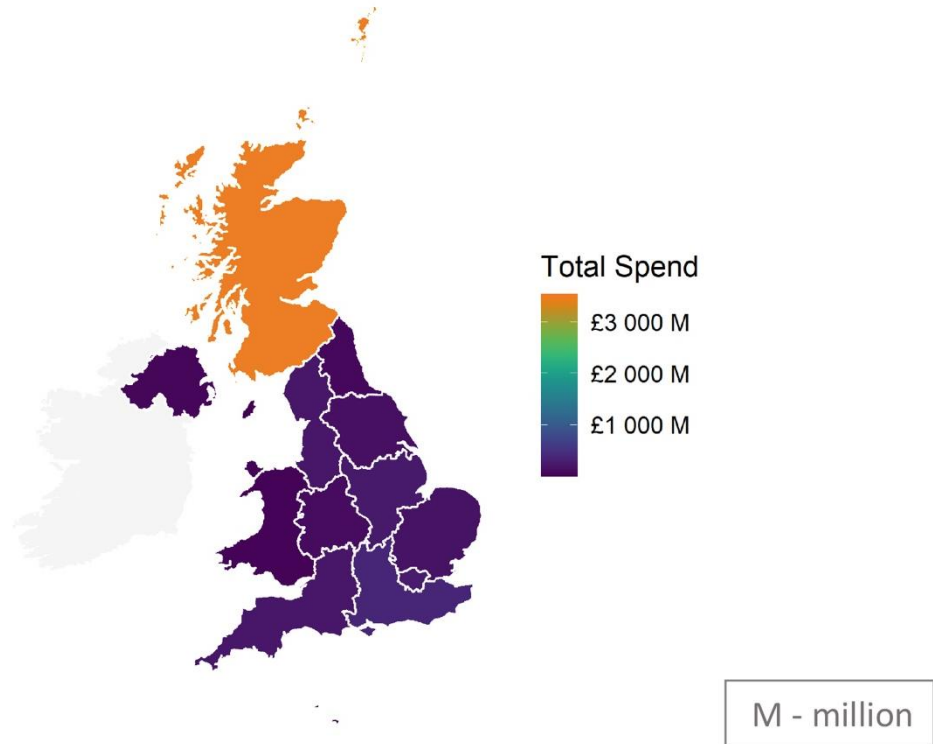 Total Spend
£3 000 M
£2 000 M
£1 000 M
M - million